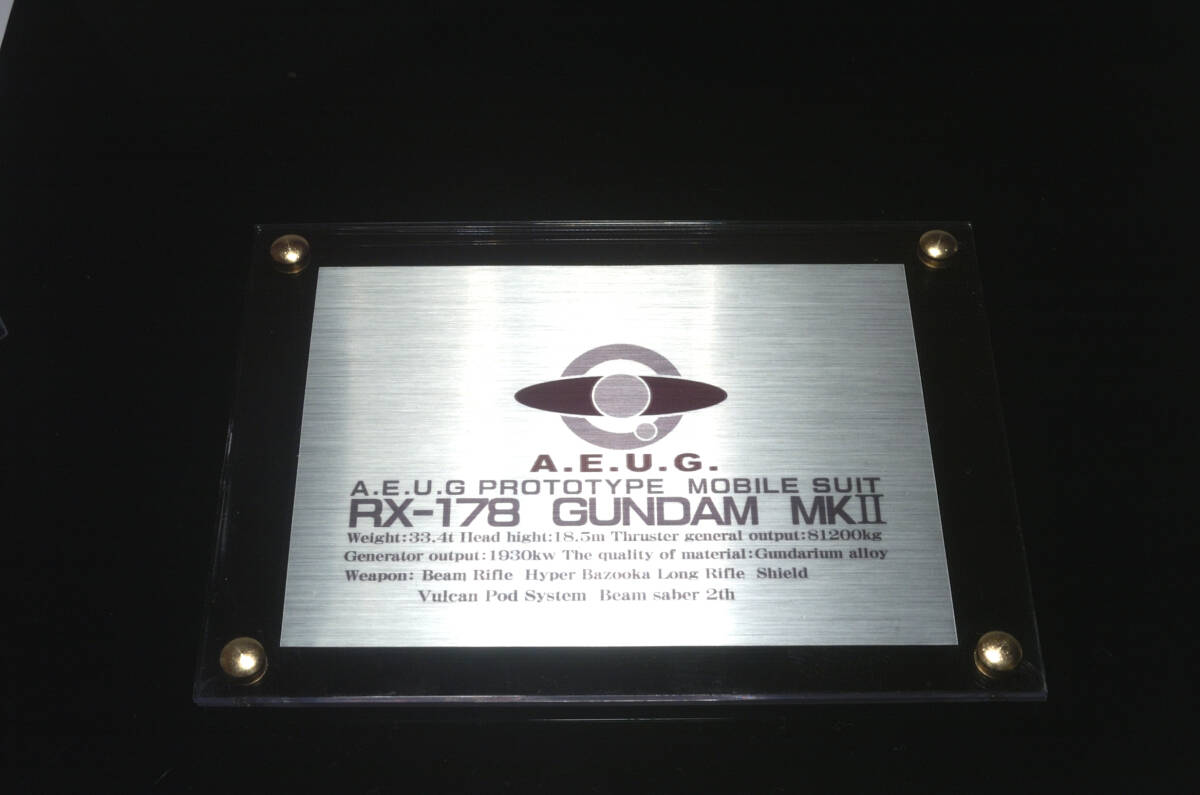 A.E.U.G.
A.E.U.G PROTOTYPE MOBILE SUIT
RX-178 GUNDAM MKII
Weight:33.4t Head hight:18.5m Thruster general output:81200kg
Generator output:1930kw The quality of material:Gundarium alloy
Weapon: Beam Rifle Hyper Bazooka Long Rifle Shield
Vulcan Pod System Beam saber 2th